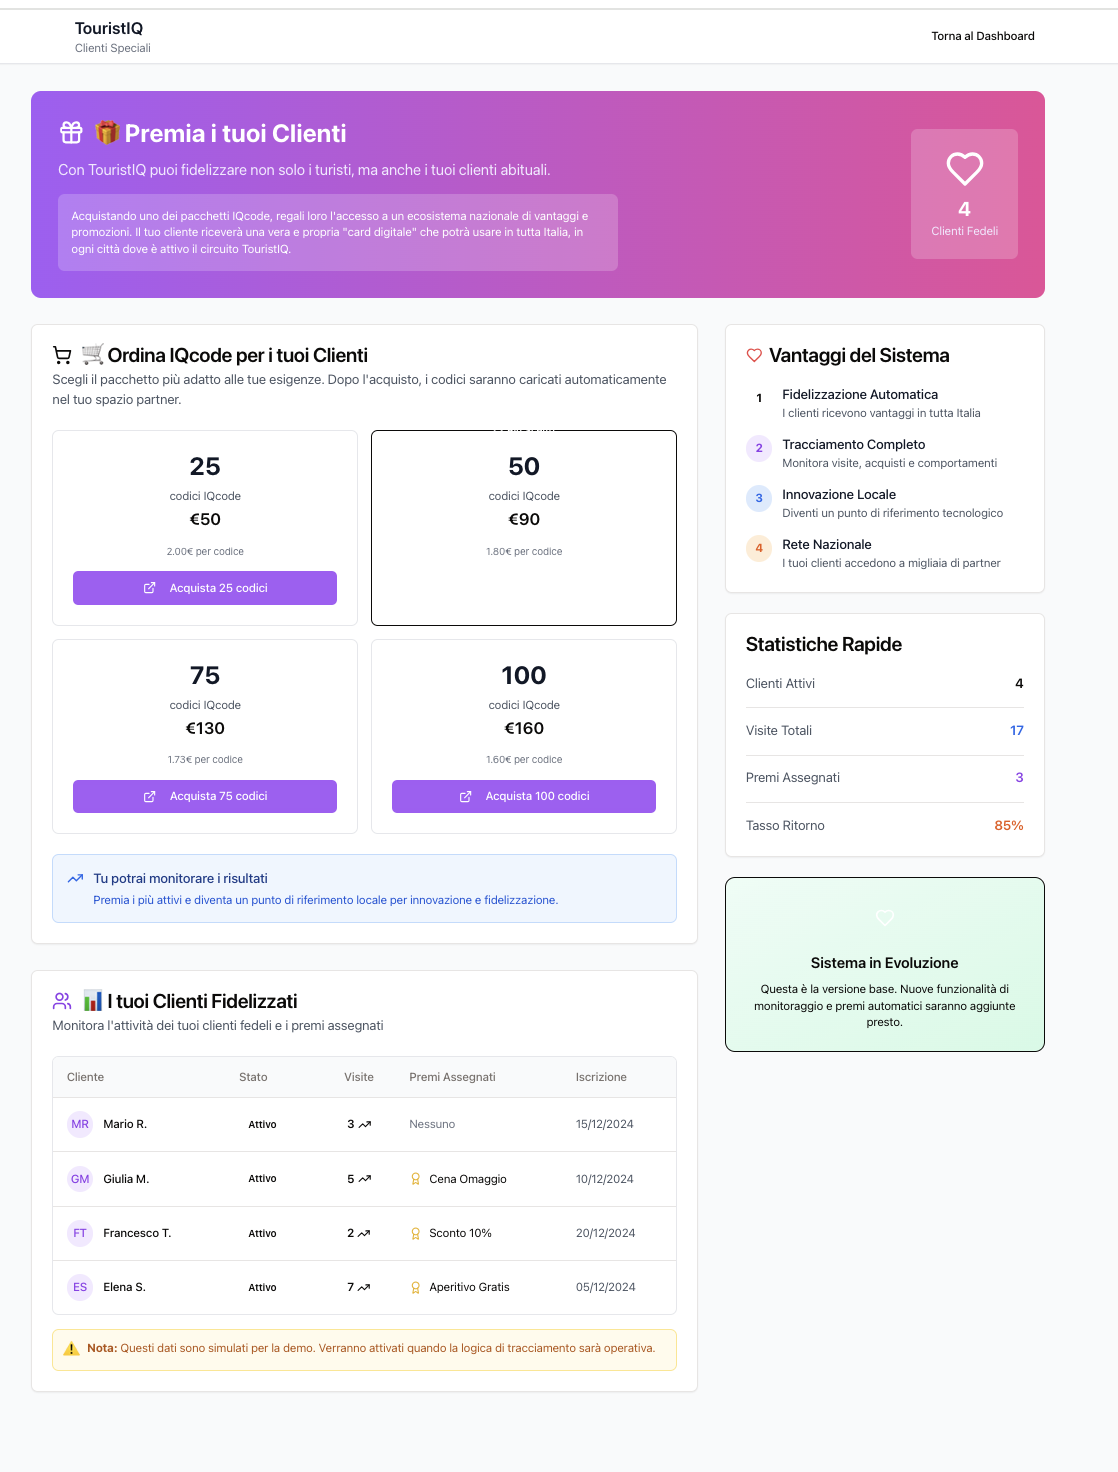 TouristIQ
Clienti Speciali
Torna al Dashboard
Premia i tuoi Clienti
Con TouristIQ puoi fidelizzare non solo i turisti, ma anche i tuoi clienti abituali.
Acquistando uno dei pacchetti IQcode, regali loro l'accesso a un ecosistema nazionale di vantaggi e
promozioni. Il tuo cliente riceverà una vera e propria "card digitale" che potrà usare in tutta Italia, in
ogni città dove è attivo il circuito TouristIQ.
4
Clienti Fedeli
Ordina IQcode per i tuoi Clienti
Scegli il pacchetto più adatto alle tue esigenze. Dopo l'acquisto, i codici saranno caricati automaticamente
nel tuo spazio partner.
25
codici IQcode
€50
2.00€ per codice
Acquista 25 codici
50
codici IQcode
€90
1.80€ per codice
75
codici IQcode
€130
1.73€ per codice
Acquista 75 codici
100
codici IQcode
€160
1.60€ per codice
Acquista 100 codici
Tu potrai monitorare i risultati
Premia i più attivi e diventa un punto di riferimento locale per innovazione e fidelizzazione.
Vantaggi del Sistema
1 Fidelizzazione Automatica
I clienti ricevono vantaggi in tutta Italia
2 Tracciamento Completo
Monitora visite, acquisti e comportamenti
3 Innovazione Locale
Diventi un punto di riferimento tecnologico
4 Rete Nazionale
I tuoi clienti accedono a migliaia di partner
Statistiche Rapide
Clienti Attivi 4
Visite Totali 17
Premi Assegnati 3
Tasso Ritorno 85%
Sistema in Evoluzione
Questa è la versione base. Nuove funzionalità di
monitoraggio e premi automatici saranno aggiunte
presto.
I tuoi Clienti Fidelizzati
Monitora l'attività dei tuoi clienti fedeli e i premi assegnati
Cliente Stato Visite Premi Assegnati Iscrizione
MR Mario R. Attivo 3 Nessuno 15/12/2024
GM Giulia M. Attivo 5 Cena Omaggio 10/12/2024
FT Francesco T. Attivo 2 Sconto 10% 20/12/2024
ES Elena S. Attivo 7 Aperitivo Gratis 05/12/2024
Nota: Questi dati sono simulati per la demo. Verranno attivati quando la logica di tracciamento sarà operativa.